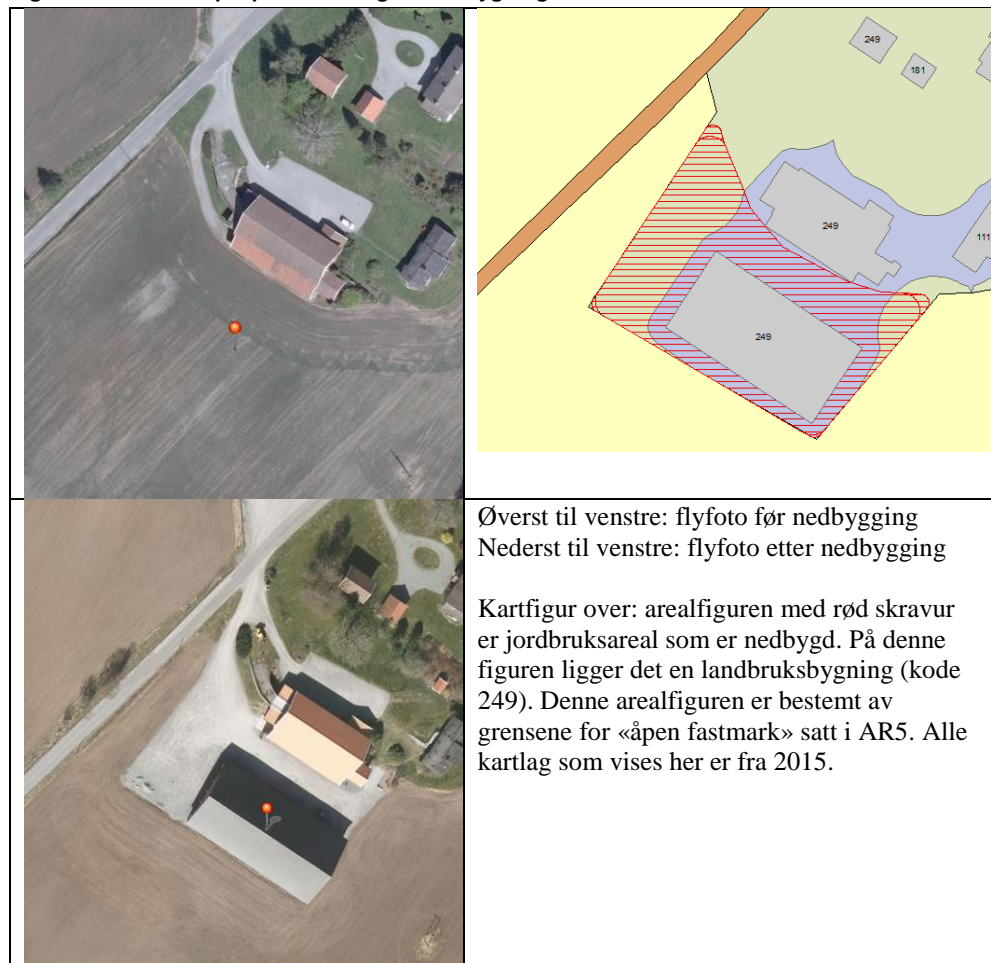 249
181
249
111
249
Øverst til venstre: flyfoto før nedbygging
Nederst til venstre: flyfoto etter nedbygging
Kartfigur over: arealfiguren med rød skravur
er jordbruksareal som er nedbygd. På denne
figuren ligger det en landbruksbygning (kode
249). Denne arealfiguren er bestemt av
grensene for «åpen fastmark» satt i AR5. Alle
kartlag som vises her er fra 2015.